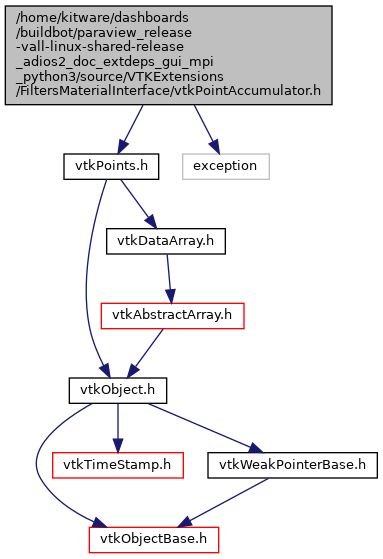 /home/kitware/dashboards
/buildbot/paraview_release
-vall-linux-shared-release
_adios2_doc_extdeps_gui_mpi
_python3/source/VTKExtensions
/FiltersMaterialInterface/vtkPointAccumulator.h
vtkPoints.h
exception
vtkDataArray.h
vtkAbstractArray.h
vtkObject.h
vtkTimeStamp.h
vtkWeakPointerBase.h
vtkObjectBase.h